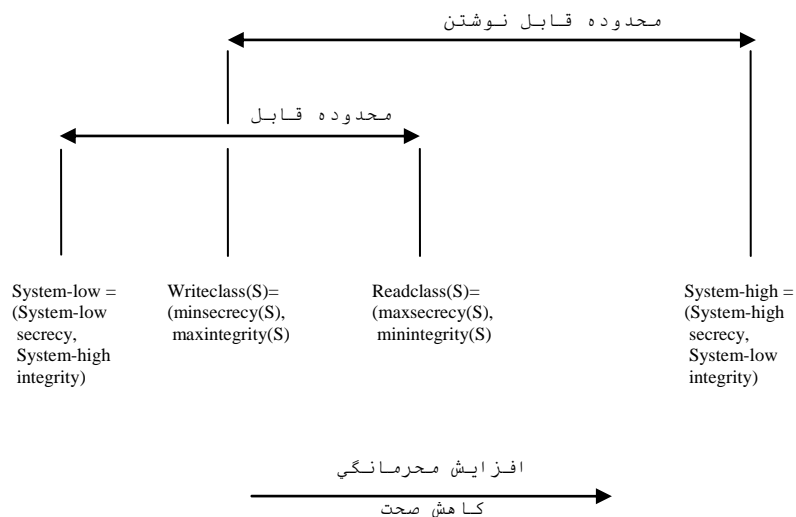 محدوده قابل نوشتن
محدوده قابل
System-low =
(System-low
secrecy,
System-high
integrity)
Writeclass(S)=
(minsecrecy(S),
maxintegrity(S)
Readclass(S)=
(maxsecrecy(S),
minintegrity(S)
System-high =
(System-high
secrecy,
System-low
integrity)
افزايش محرمانگي
كاهش صحت